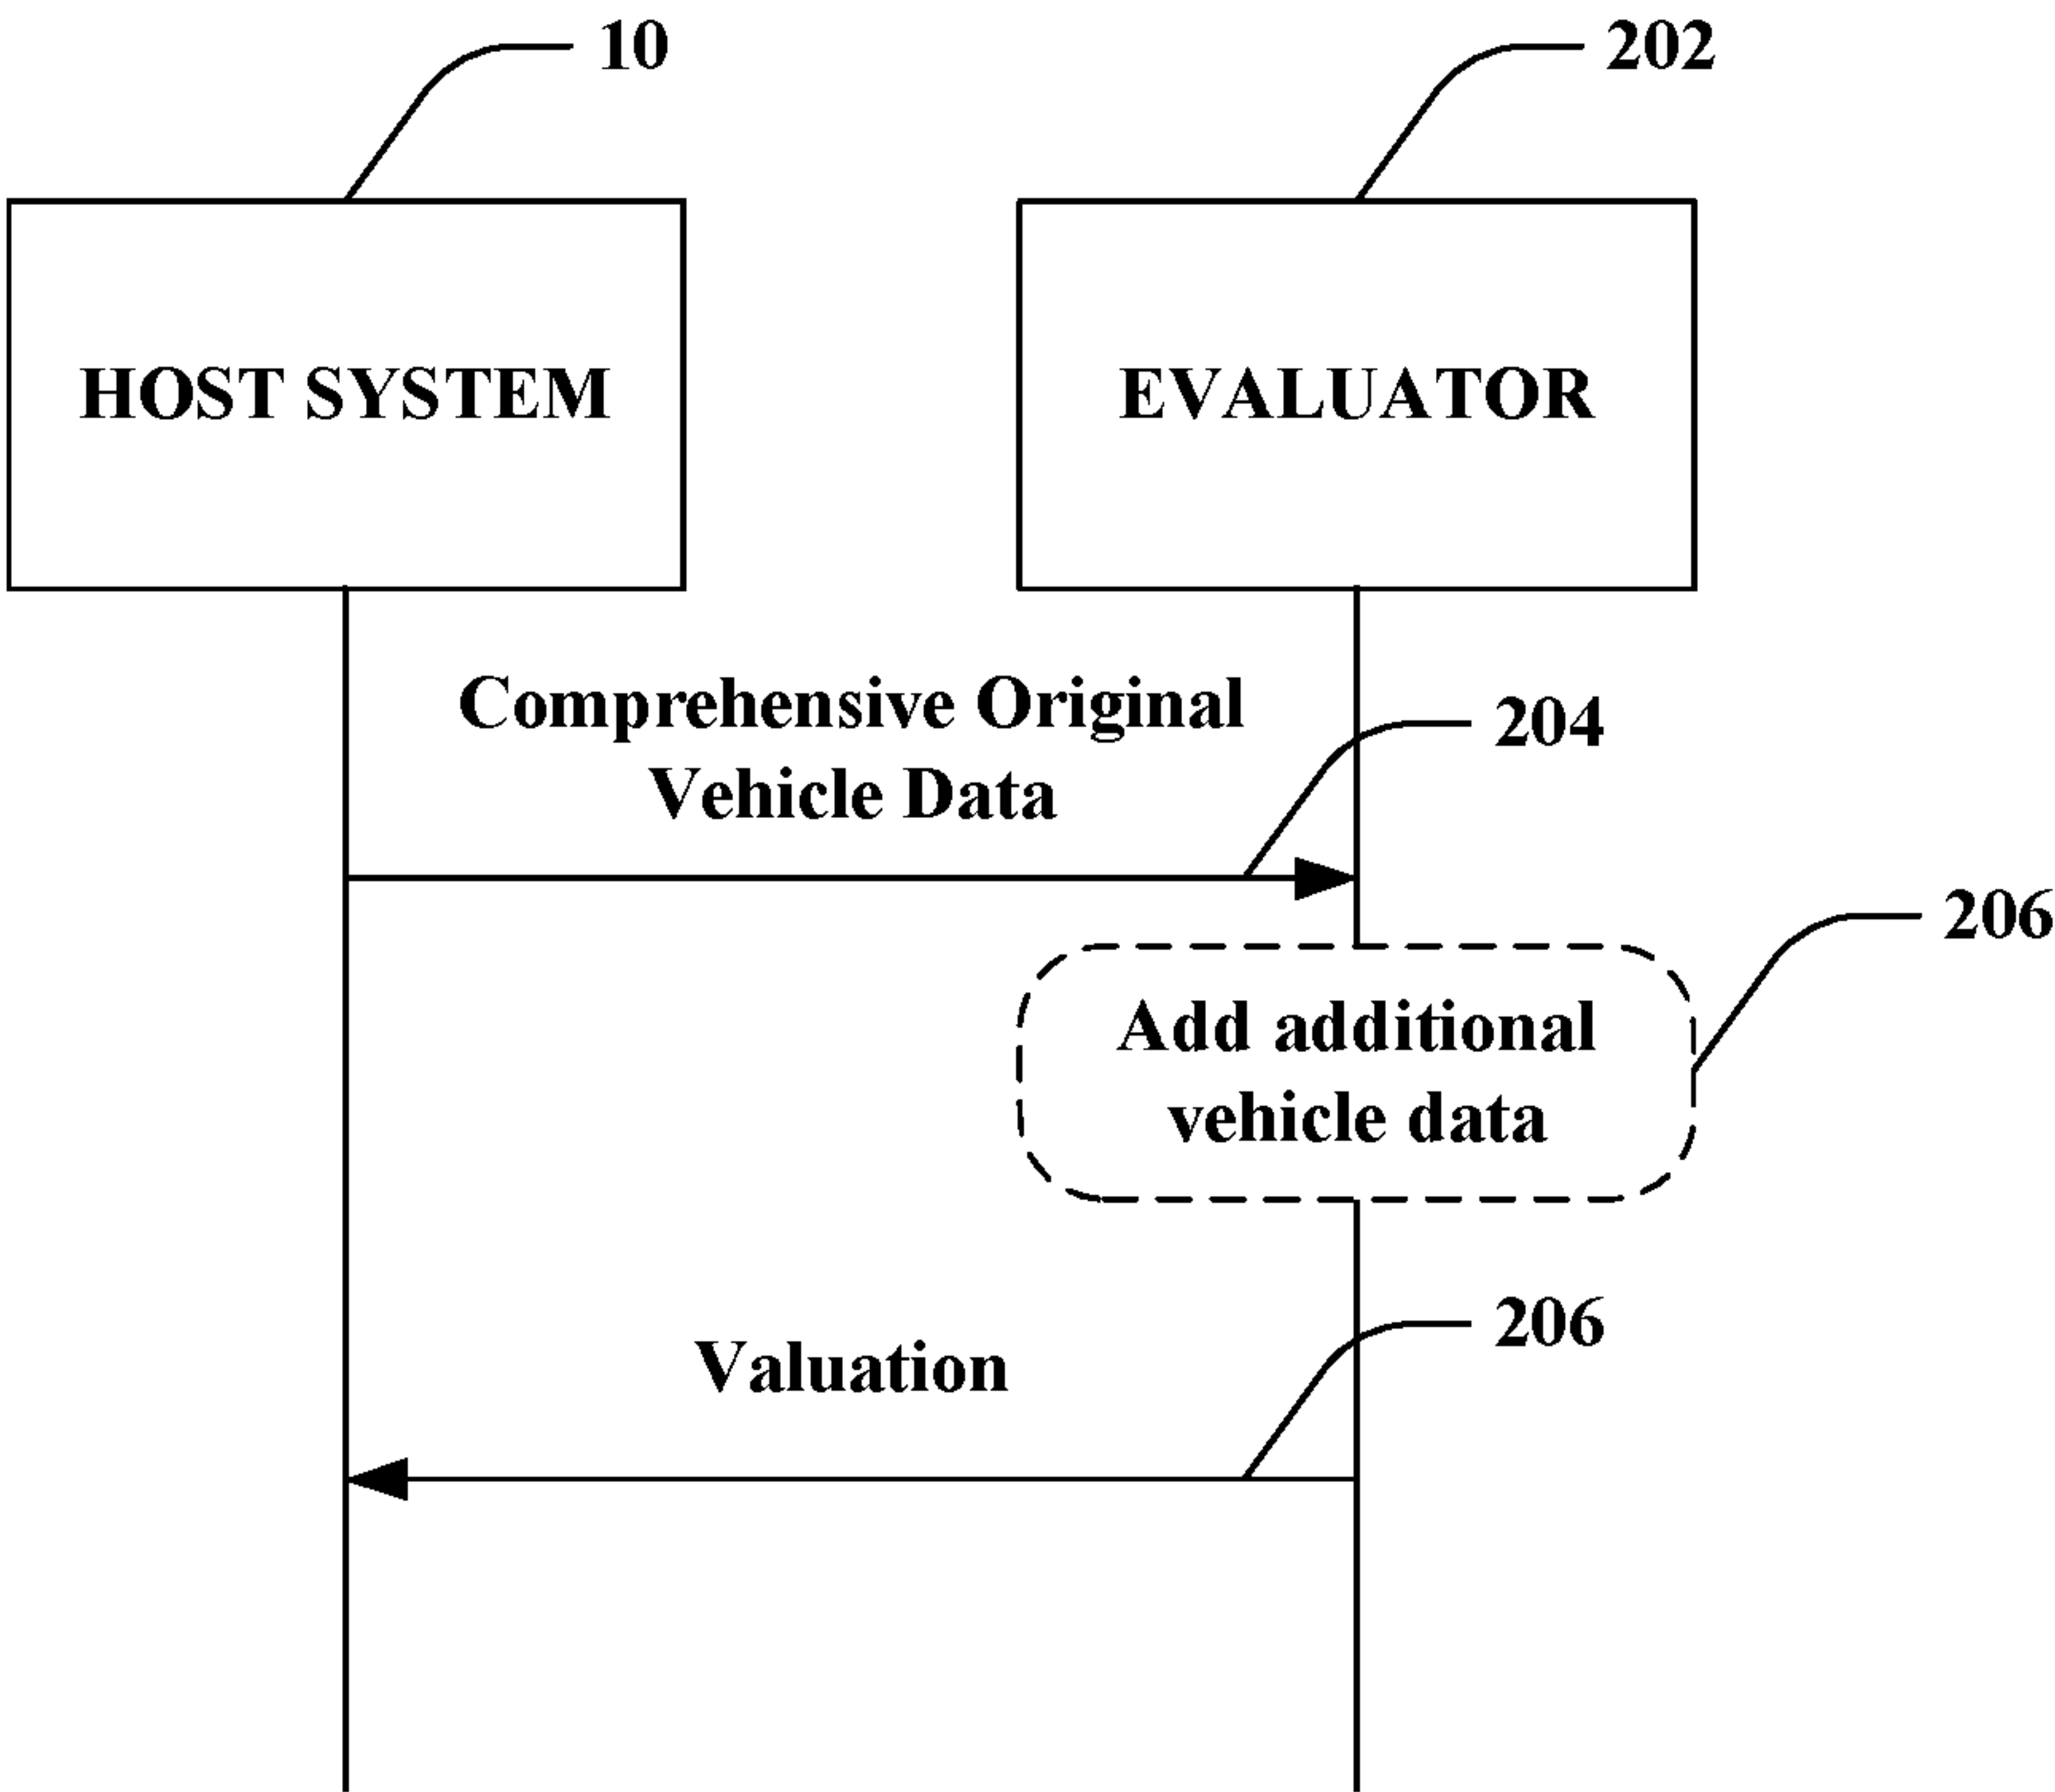 10
202
HOST SYSTEM
EVALUATOR
Comprehensive Original
Vehicle Data
204
206
Add additional
vehicle data
206
Valuation